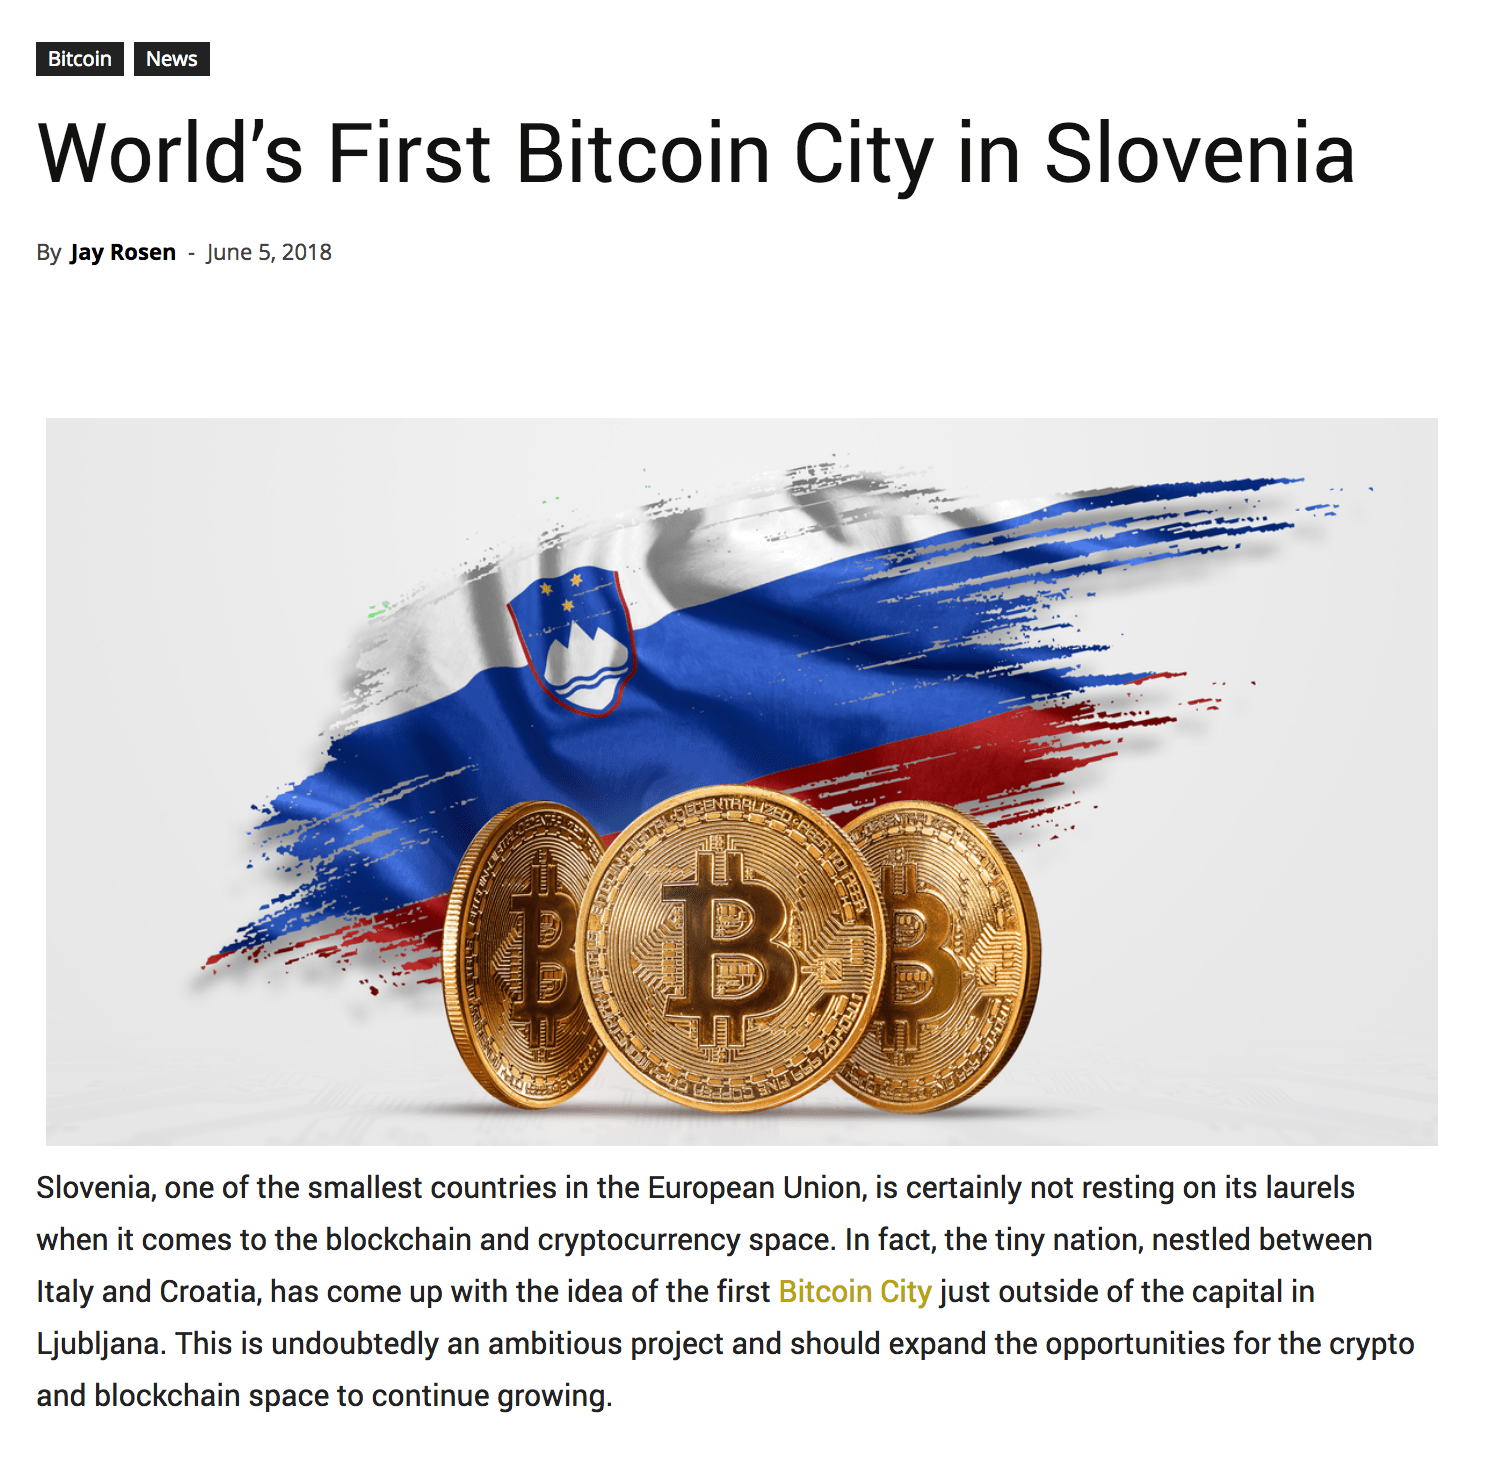 Bitcoin News
World’s First Bitcoin City in Slovenia
By Jay Rosen - June 5, 2018
DECENTRALIZED
Slovenia, one of the smallest countries in the European Union, is certainly not resting on its laurels
when it comes to the blockchain and cryptocurrency space. In fact, the tiny nation, nestled between
Italy and Croatia, has come up with the idea of the first Bitcoin City just outside of the capital in
Ljubljana. This is undoubtedly an ambitious project and should expand the opportunities for the crypto
and blockchain space to continue growing.